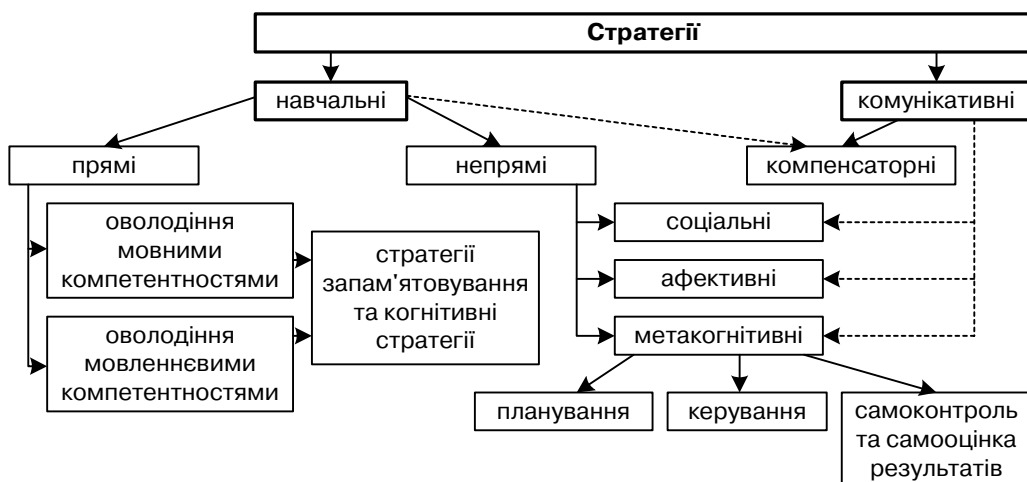 Стратегії
навчальні
комунікативні
прямі
непрямі
компенсаторні
оволодіння
мовними
компетентностями
стратегії
запам'ятовування
та когнітивні
стратегії
соціальні
афективні
оволодіння
мовленнєвими
компетентностями
метакогнітивні
планування
керування
самоконтроль
та самооцінка
результатів